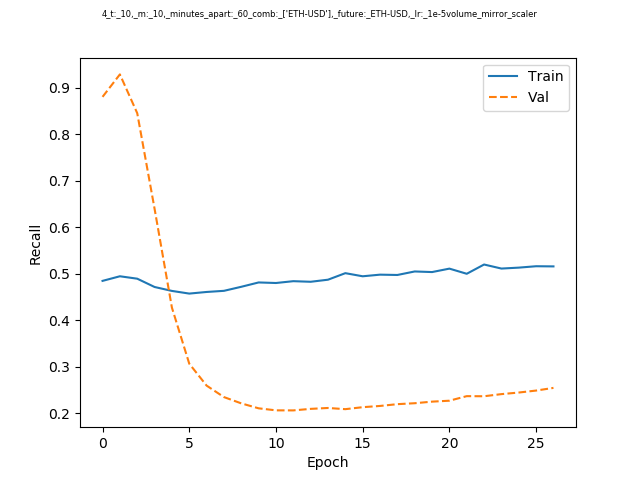 4_t:_10,_m:_10,_minutes_apart:_60_comb:_['ETH-USD'],_future:_ETH-USD,_lr:_1e-5volume_mirror_scaler
Train
Val
Recall
0.9
0.8
0.7
0.6
0.5
0.4
0.3
0.2
0 5 10 15 20 25
Epoch